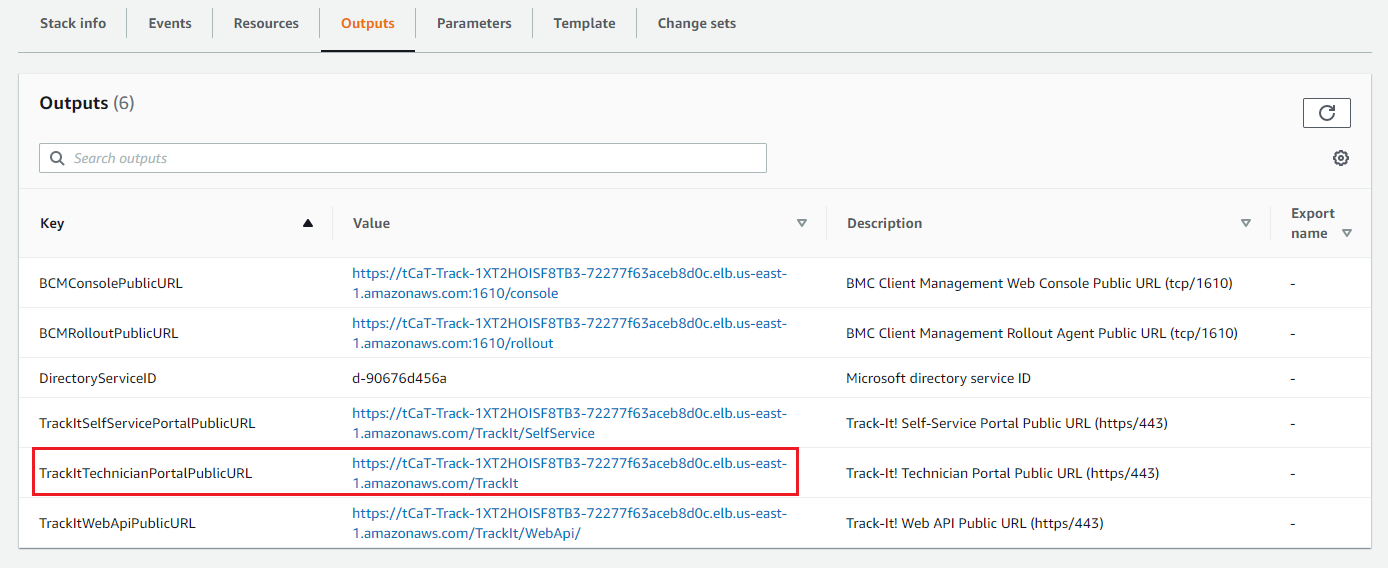 Stack info Events Resources Outputs Parameters Template Change sets
Outputs (6)
Search outputs
Key Value Description Export name
BCMConsolePublicURL https://tCaT-Track-1XT2HOISF8TB3-72277f63aceb8d0c.elb.us-east- BMC Client Management Web Console Public URL (tcp/1610) -
1.amazonaws.com:1610/console
BCMRolloutPublicURL https://tCaT-Track-1XT2HOISF8TB3-72277f63aceb8d0c.elb.us-east- BMC Client Management Rollout Agent Public URL (tcp/1610) -
1.amazonaws.com:1610/rollout
DirectoryServiceID d-90676d456a Microsoft directory service ID -
TrackItSelfServicePortalPublicURL https://tCaT-Track-1XT2HOISF8TB3-72277f63aceb8d0c.elb.us-east- Track-It! Self-Service Portal Public URL (https/443) -
1.amazonaws.com/TrackIt/SelfService
TrackItTechnicianPortalPublicURL https://tCaT-Track-1XT2HOISF8TB3-72277f63aceb8d0c.elb.us-east- Track-It! Technician Portal Public URL (https/443) -
1.amazonaws.com/TrackIt
TrackItWebApiPublicURL https://tCaT-Track-1XT2HOISF8TB3-72277f63aceb8d0c.elb.us-east- Track-It! Web API Public URL (https/443) -
1.amazonaws.com/TrackIt/WebApi/